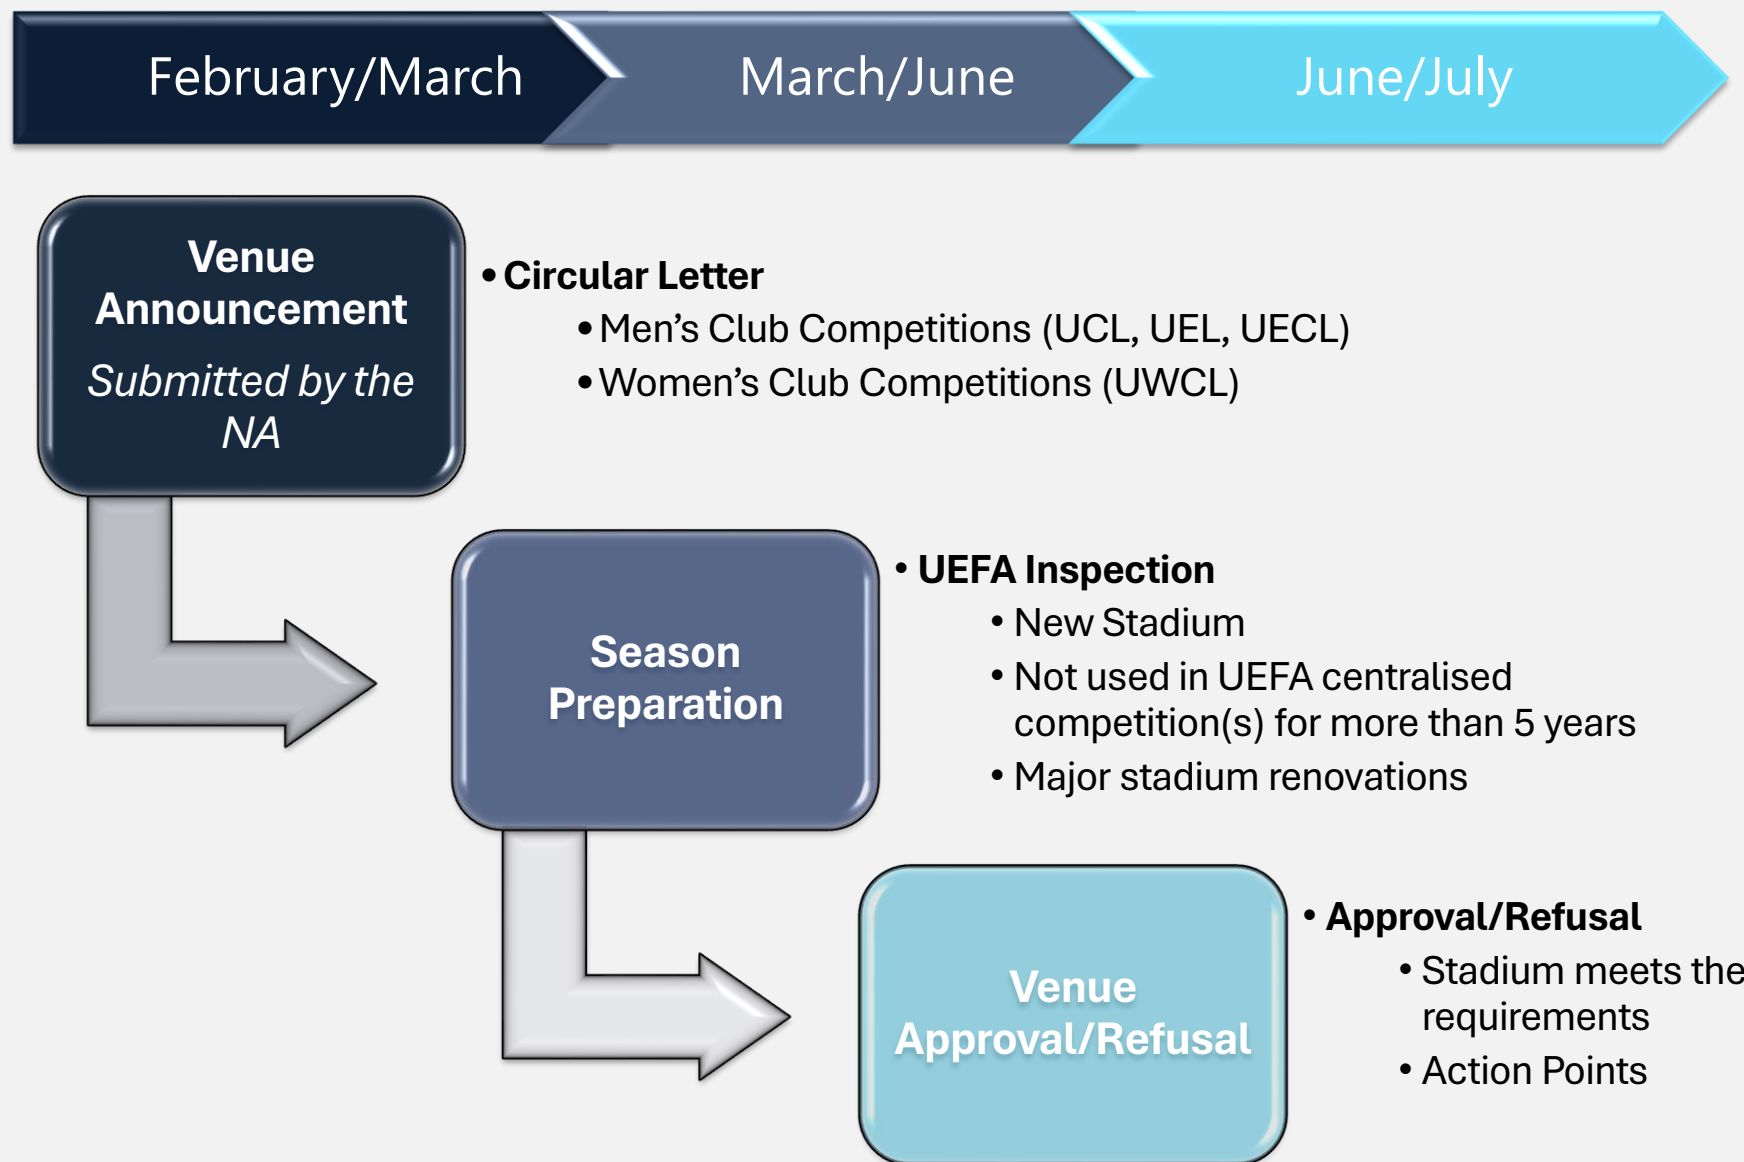 February/March
March/June
June/July
Venue
Announcement
Submitted by the
NA
• Circular Letter
• Men’s Club Competitions (UCL, UEL, UECL)
• Women’s Club Competitions (UWCL)
Season
Preparation
• UEFA Inspection
• New Stadium
• Not used in UEFA centralised
competition(s) for more than 5 years
• Major stadium renovations
Venue
Approval/Refusal
• Approval/Refusal
• Stadium meets the
requirements
• Action Points